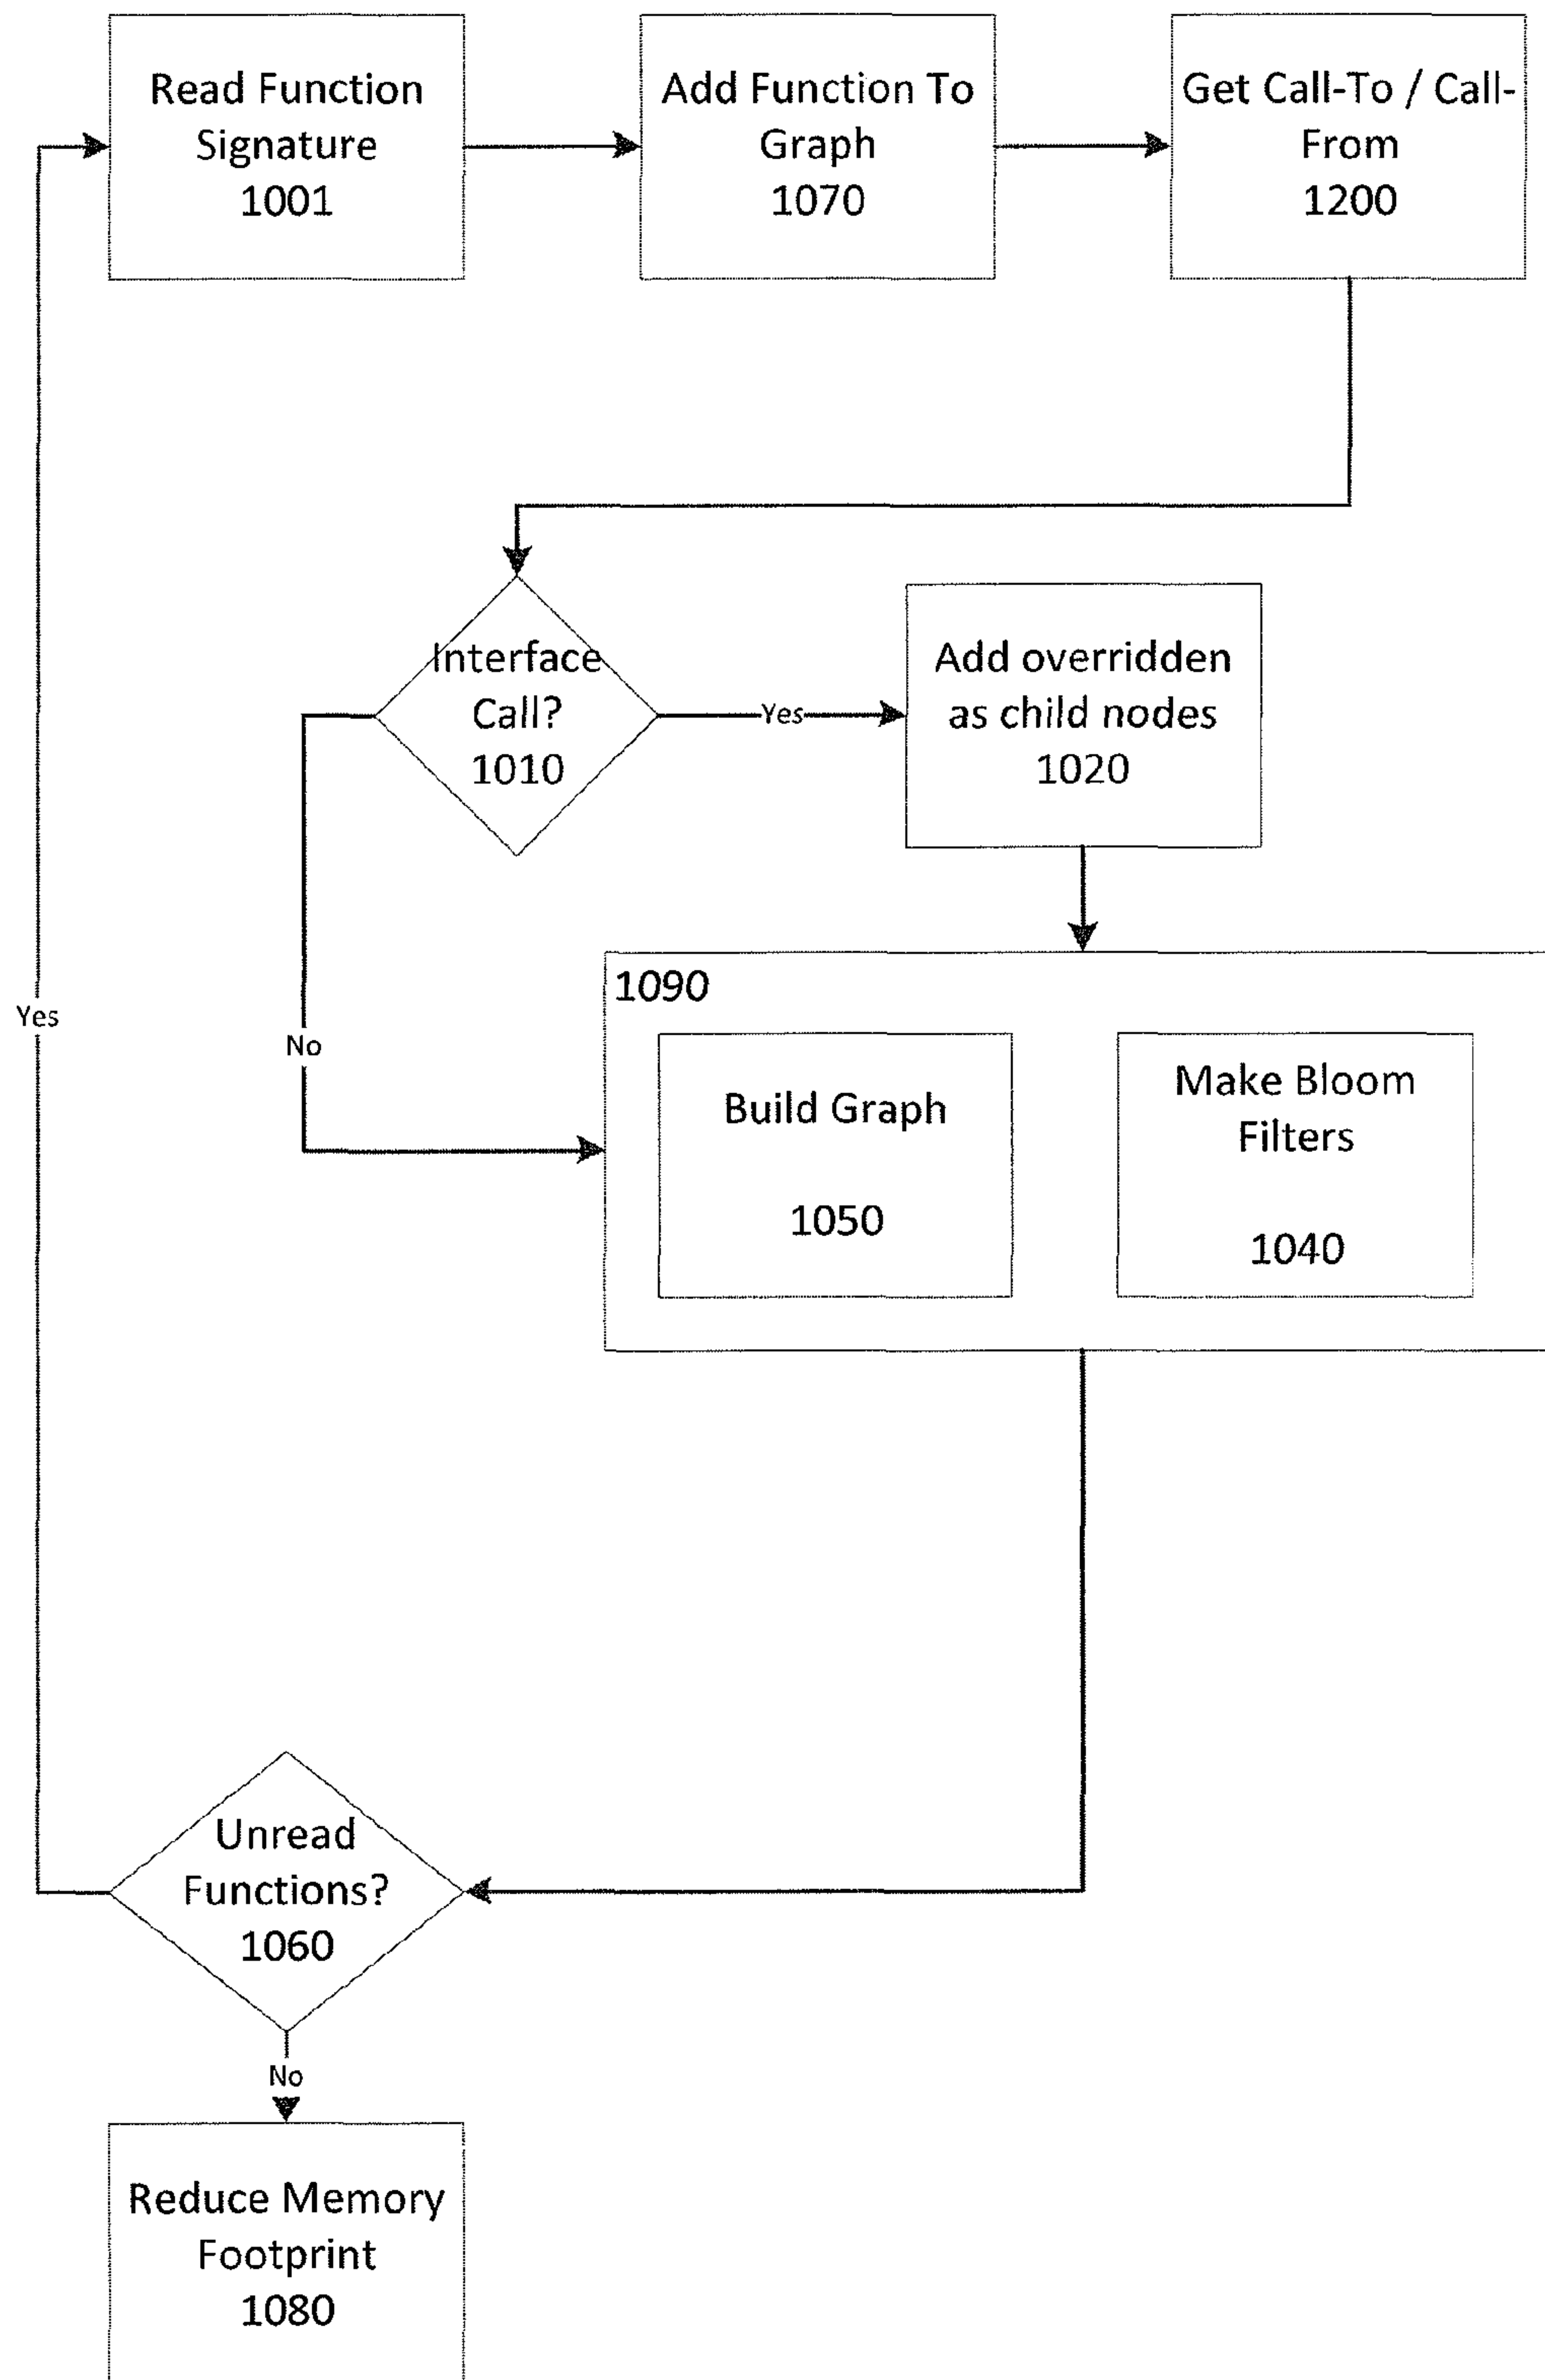 Read Function
Signature
1001
Add Function To
Graph
1070
Get Call-To / Call-
From
1200
Interface
Call?
1010
Yes
Add overridden
as child nodes
1020
No
1090
Build Graph
1050
Make Bloom
Filters
1040
Yes
Unread
Functions?
1060
No
Reduce Memory
Footprint
1080